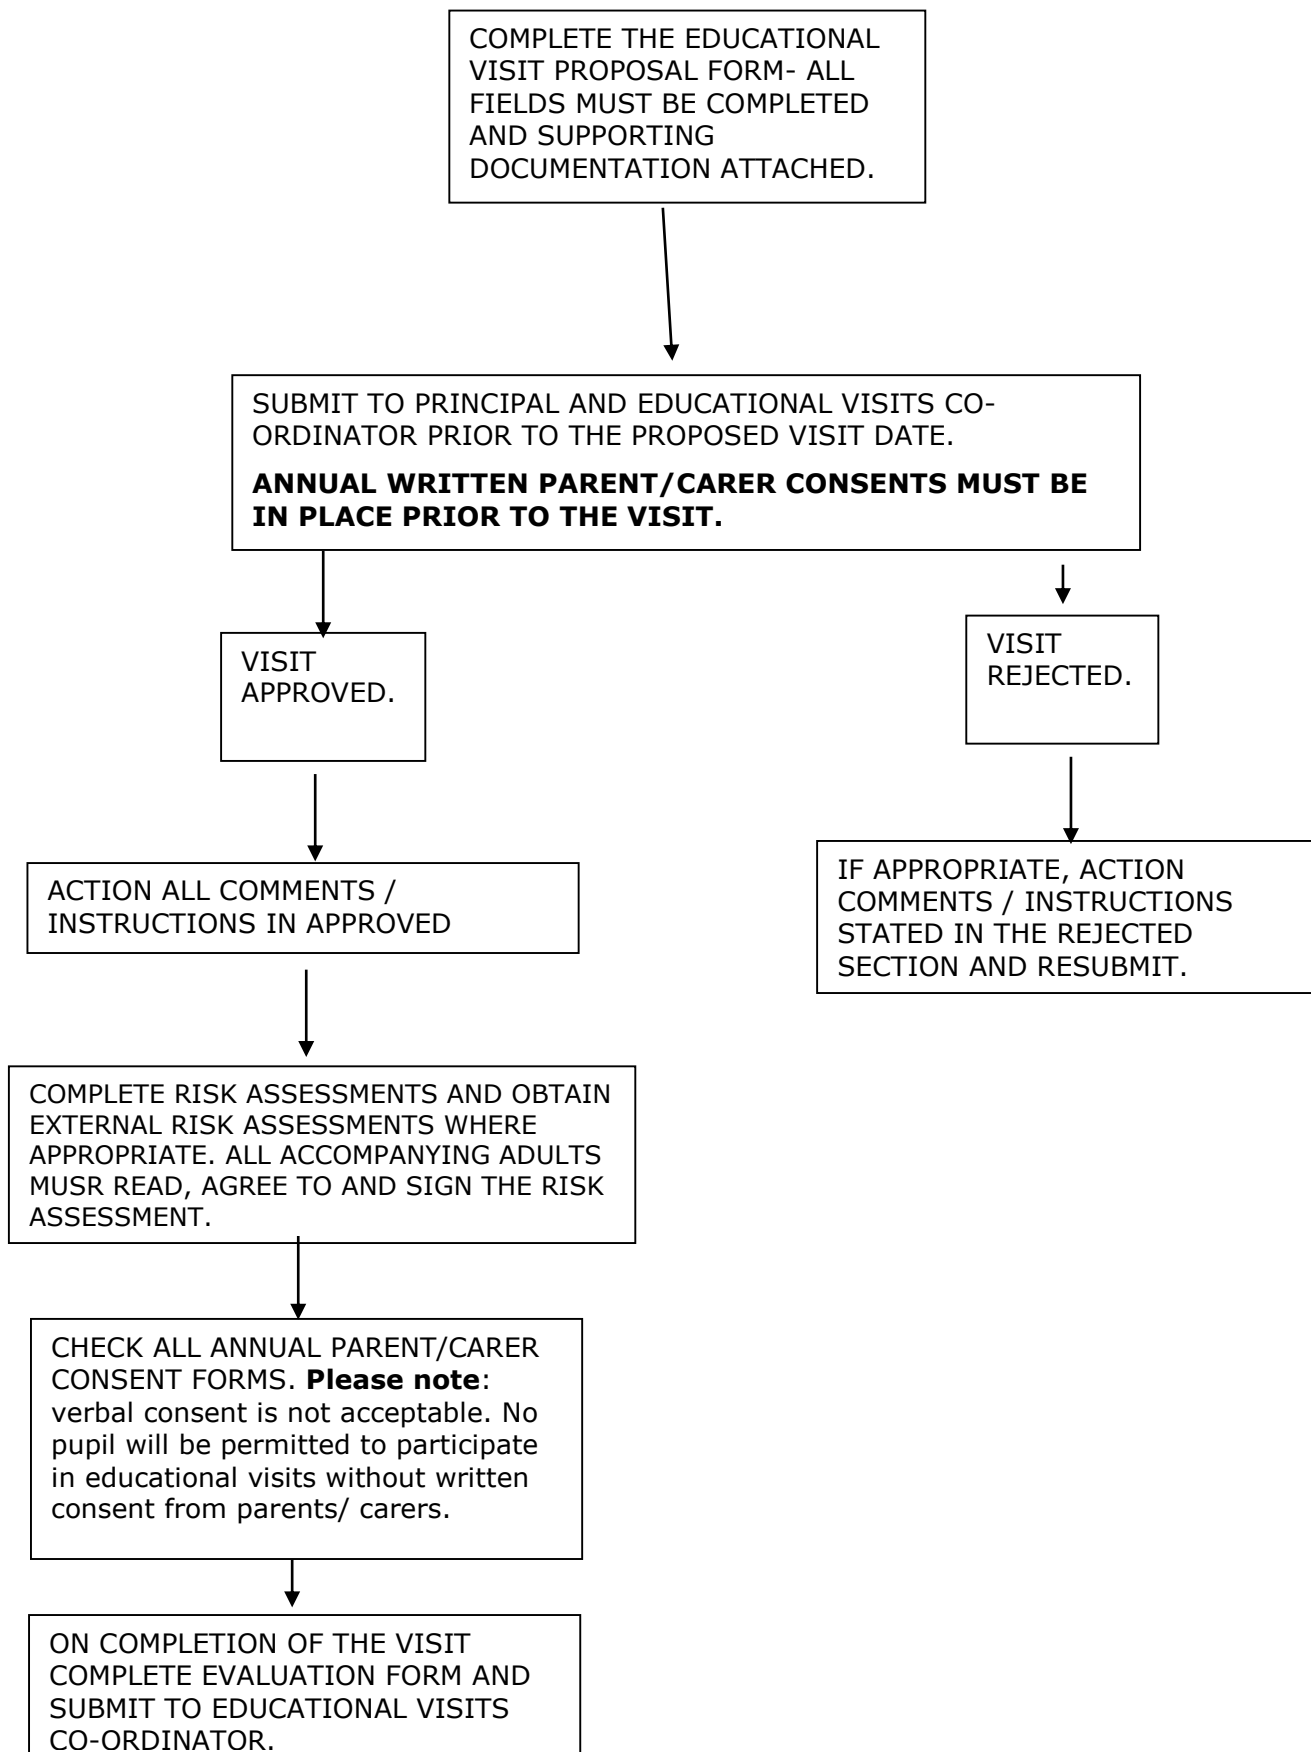 COMPLETE THE EDUCATIONAL
VISIT PROPOSAL FORM- ALL
FIELDS MUST BE COMPLETED
AND SUPPORTING
DOCUMENTATION ATTACHED.
SUBMIT TO PRINCIPAL AND EDUCATIONAL VISITS CO-
ORDINATOR PRIOR TO THE PROPOSED VISIT DATE.
ANNUAL WRITTEN PARENT/CARER CONSENTS MUST BE
IN PLACE PRIOR TO THE VISIT.
VISIT
APPROVED.
VISIT
REJECTED.
ACTION ALL COMMENTS /
INSTRUCTIONS IN APPROVED
IF APPROPRIATE, ACTION
COMMENTS / INSTRUCTIONS
STATED IN THE REJECTED
SECTION AND RESUBMIT.
COMPLETE RISK ASSESSMENTS AND OBTAIN
EXTERNAL RISK ASSESSMENTS WHERE
APPROPRIATE. ALL ACCOMPANYING ADULTS
MUSR READ, AGREE TO AND SIGN THE RISK
ASSESSMENT.
CHECK ALL ANNUAL PARENT/CARER
CONSENT FORMS. Please note:
verbal consent is not acceptable. No
pupil will be permitted to participate
in educational visits without written
consent from parents/ carers.
ON COMPLETION OF THE VISIT
COMPLETE EVALUATION FORM AND
SUBMIT TO EDUCATIONAL VISITS
CO-ORDINATOR.